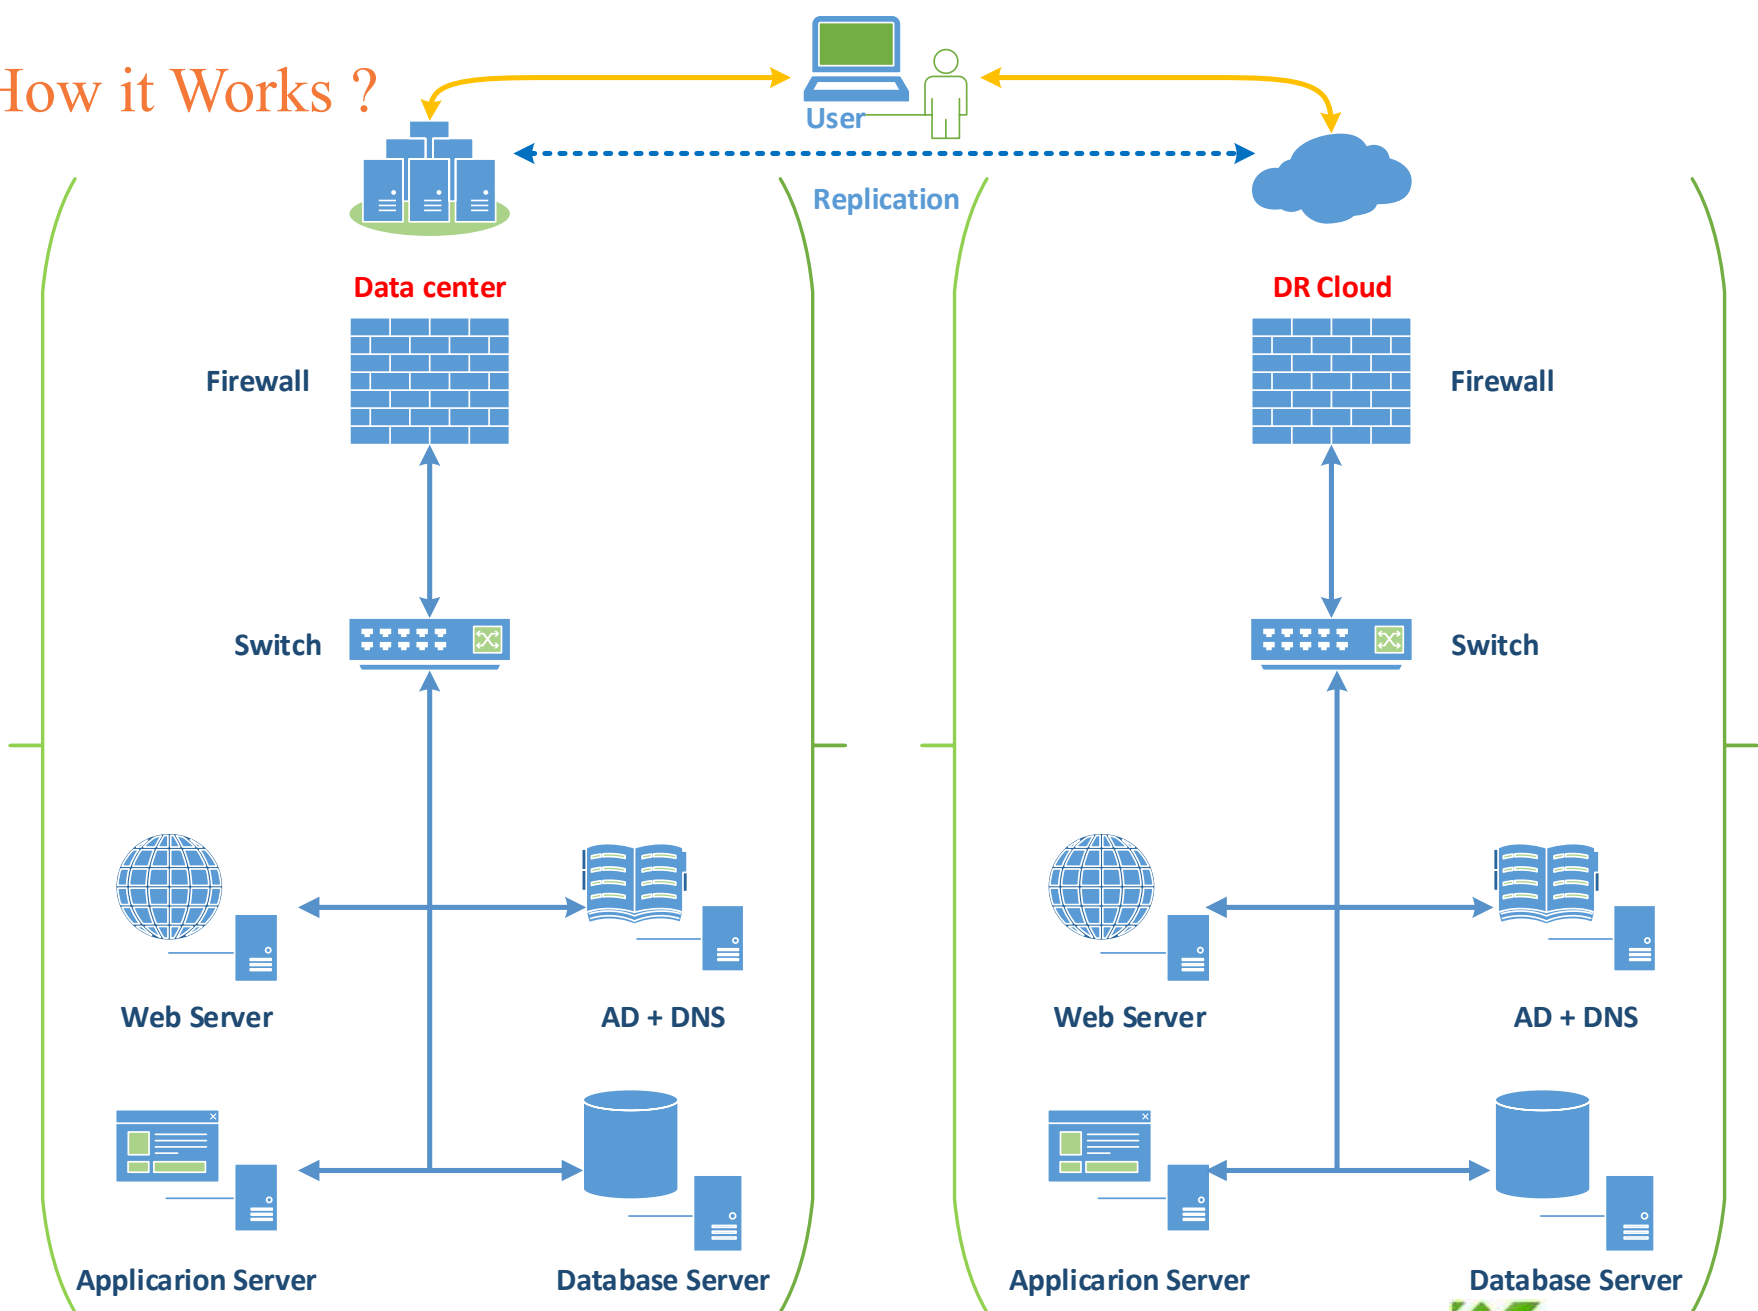 How it Works ?
User
Replication
Data center
DR Cloud
Firewall
Firewall
Switch
Switch
Web Server
AD + DNS
Web Server
AD + DNS
Applicarion Server
Database Server
Applicarion Server
Database Server